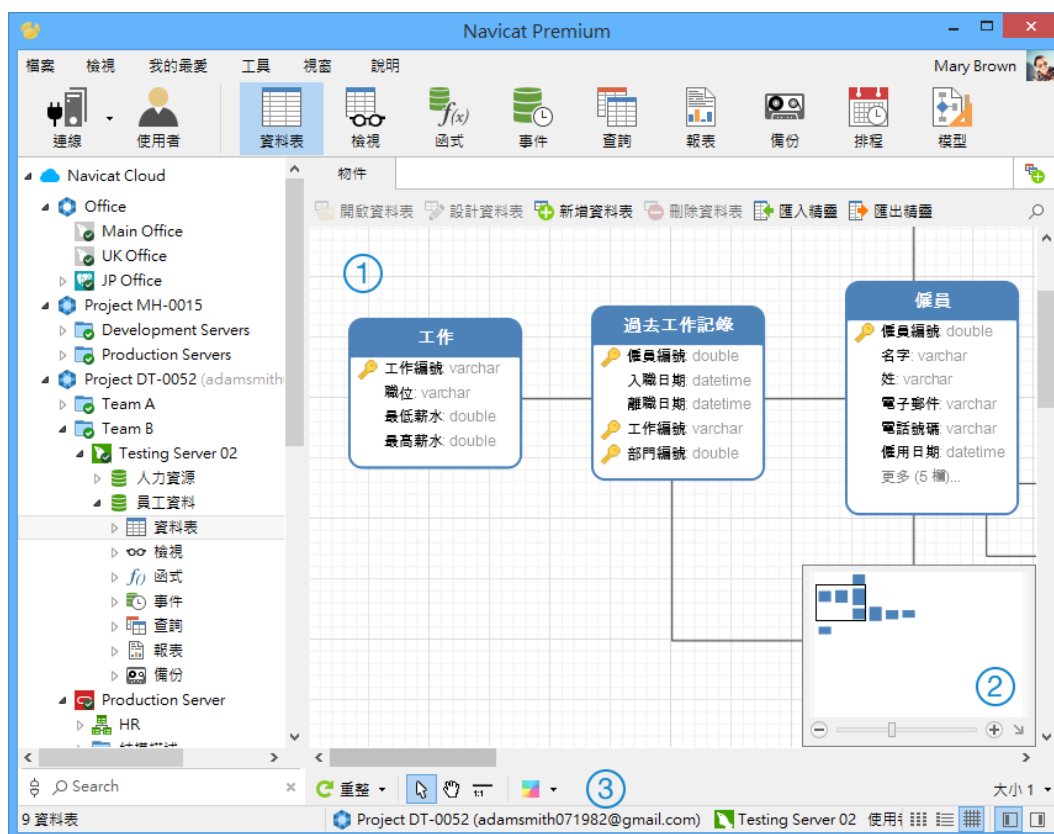 Navicat Premium
檔案 檢視 我的最愛 工具 視窗 說明 Mary Brown
連線 使用者 資料表 檢視 函式 事件 查詢 報表 備份 排程 模型
f(x)
Navicat Cloud
Office
Main Office
UK Office
JP Office
Project MH-0015
Development Servers
Production Servers
Project DT-0052 (adamsmith
Team A
Team B
Testing Server 02
人力資源
員工資料
資料表
檢視
f() 函式
事件
查詢
報表
備份
Production Server
HR
Search
9 資料表
物件
開啟資料表 設計資料表 新增資料表 刪除資料表 匯入精靈 匯出精靈
1
工作
工作編號: varchar
職位: varchar
最低薪水: double
最高薪水: double
過去工作記錄
僱員編號: double
入職日期: datetime
離職日期: datetime
工作編號: varchar
部門編號: double
僱員
僱員編號: double
名字: varchar
姓: varchar
電子郵件: varchar
電話號碼: varchar
僱用日期: datetime
更多 (5 欄)...
2
重整 1:1 3 大小 1
Project DT-0052 (adamsmith071982@gmail.com) Testing Server 02 使用